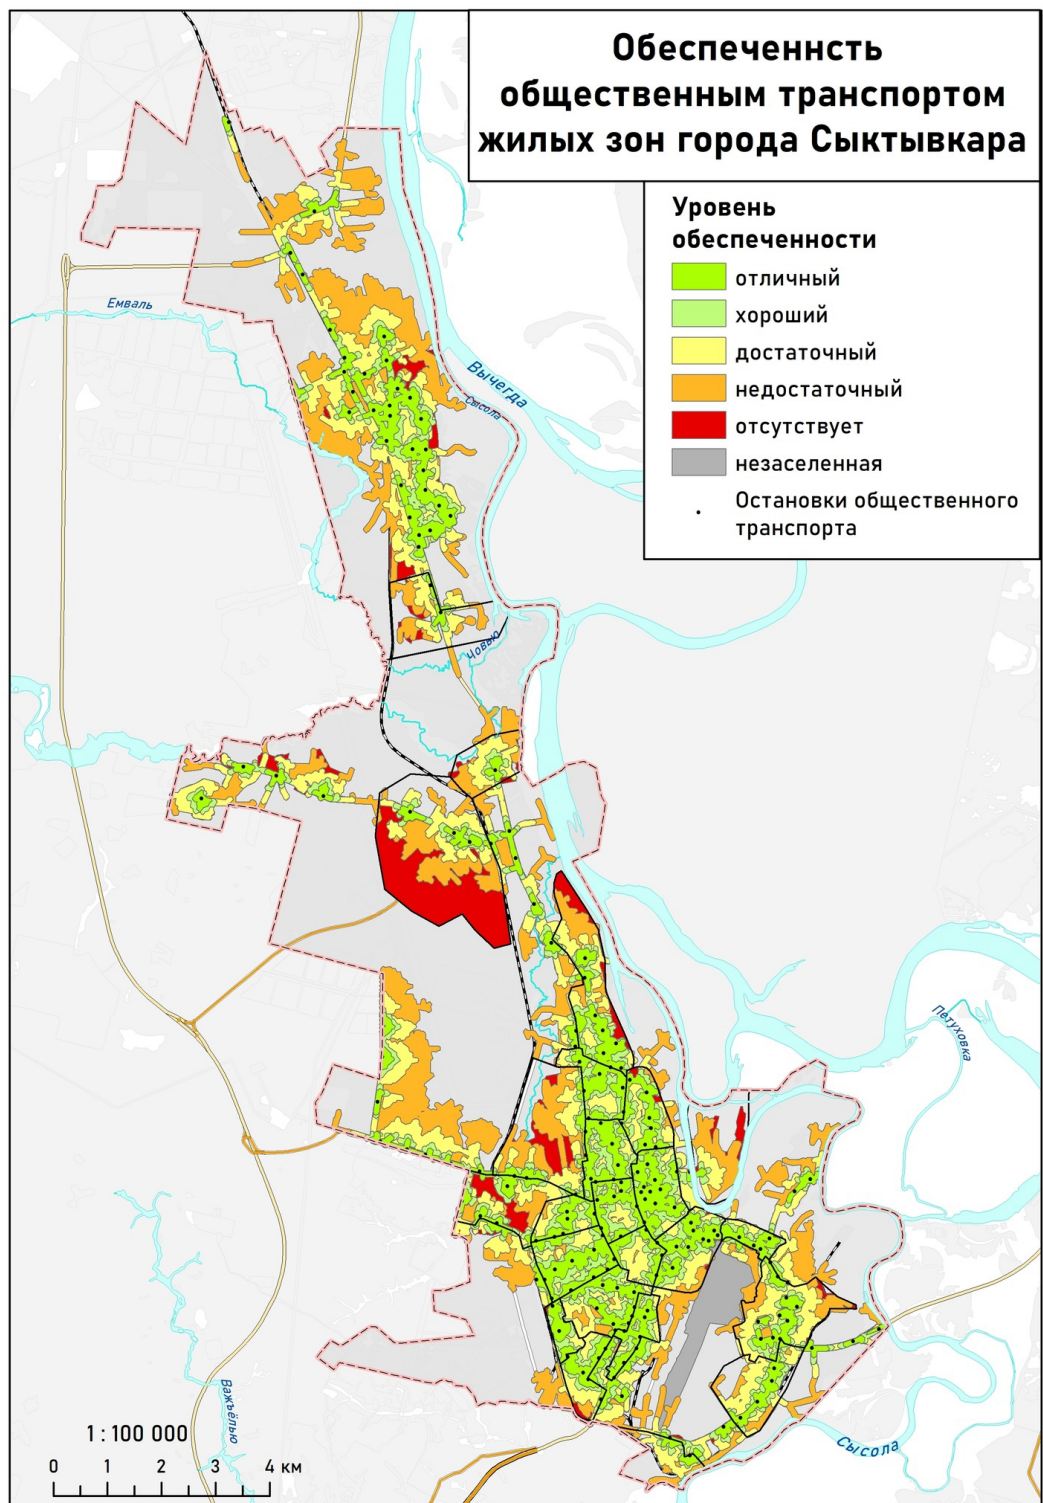 Обеспеченнсть
общественным транспортом
жилых зон города Сыктывкара
Уровень
обеспеченности
отличный
хороший
достаточный
недостаточный
отсутствует
незаселенная
Остановки общественного
транспорта
Емваль
Вычегда
Сысола
Човью
Петуховка
Важъёлью
Сысола
1 : 100 000
0 1 2 3 4 км